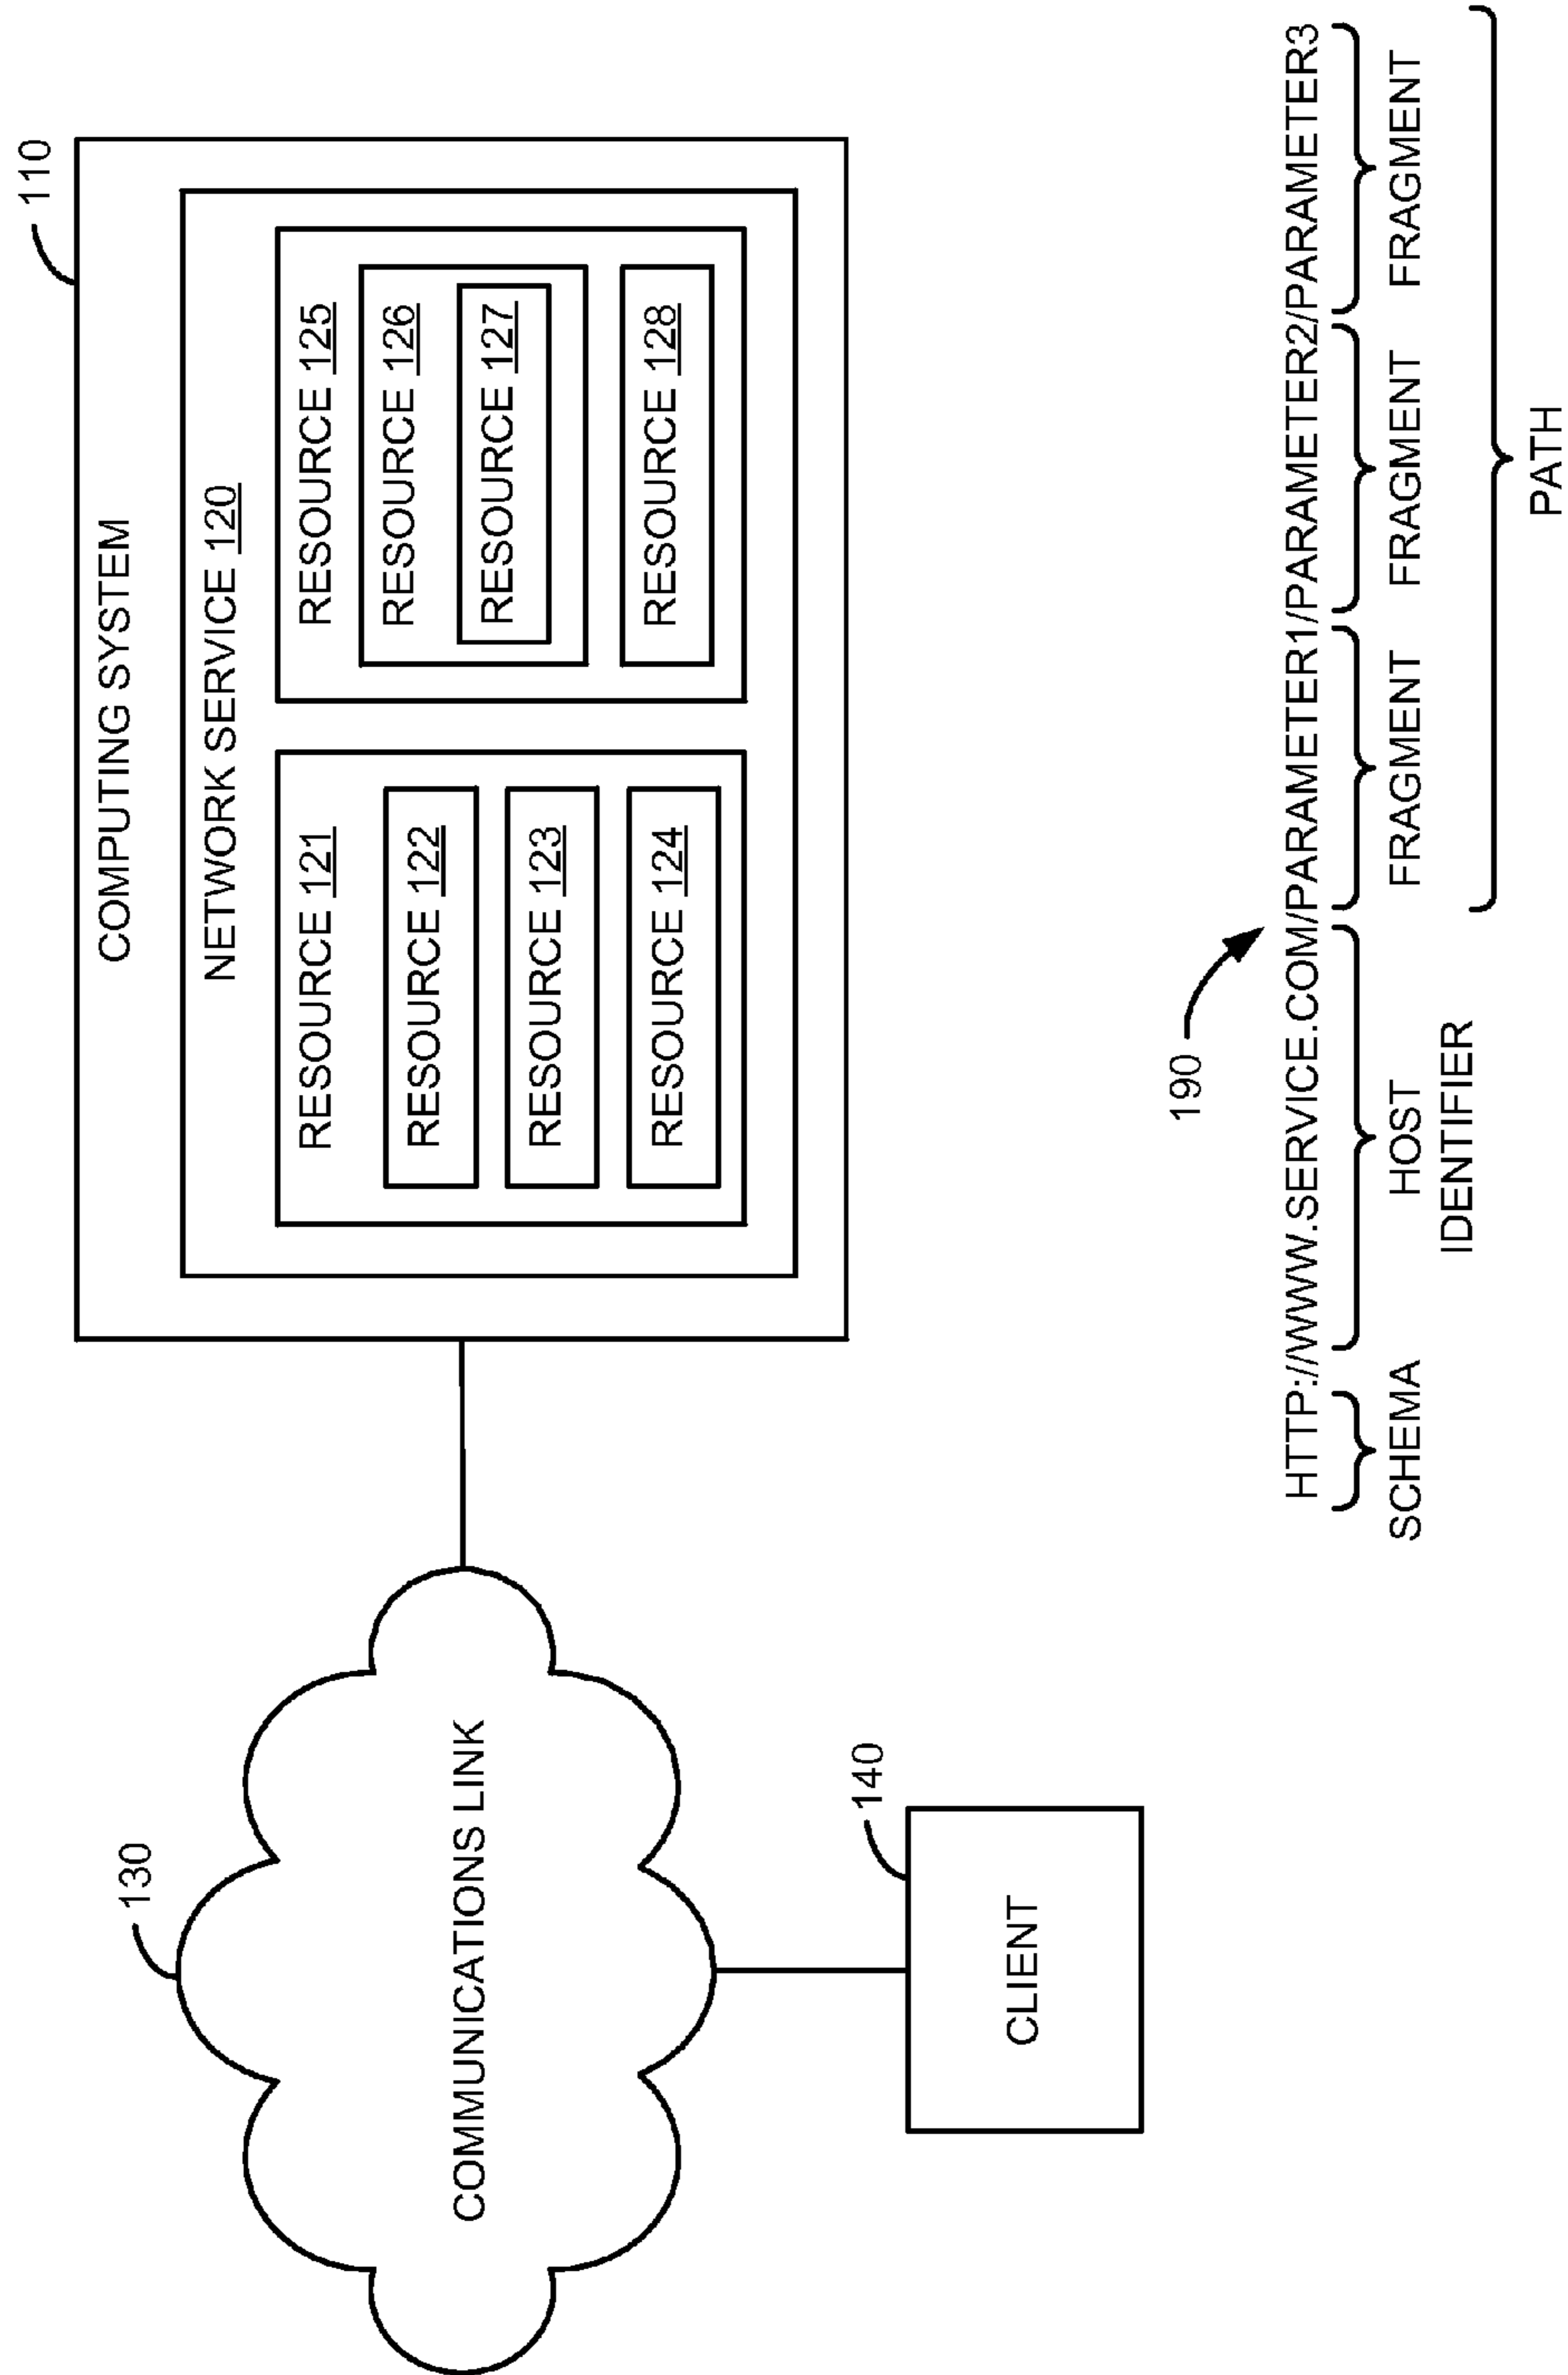 110
COMPUTING SYSTEM
NETWORK SERVICE 120
RESOURCE 121
RESOURCE 122
RESOURCE 123
RESOURCE 124
RESOURCE 125
RESOURCE 126
RESOURCE 127
RESOURCE 128
130
COMMUNICATIONS LINK
140
CLIENT
190
HTTP://WWW.SERVICE.COM/PARAMETER1/PARAMETER2/PARAMETER3
SCHEMA
HOST
IDENTIFIER
FRAGMENT
FRAGMENT
FRAGMENT
PATH